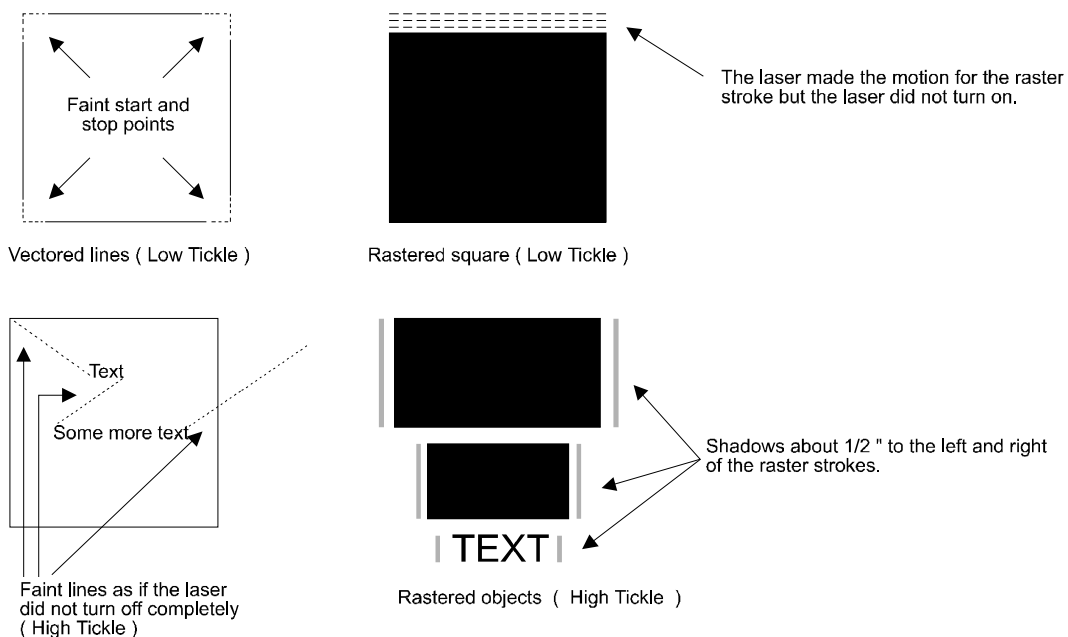 Faint start and
stop points
Vectored lines ( Low Tickle )
The laser made the motion for the raster
stroke but the laser did not turn on.
Rastered square ( Low Tickle )
Text
Some more text
Faint lines as if the laser
did not turn off completely
( High Tickle )
Shadows about 1/2 " to the left and right
of the raster strokes.
TEXT
Rastered objects ( High Tickle )